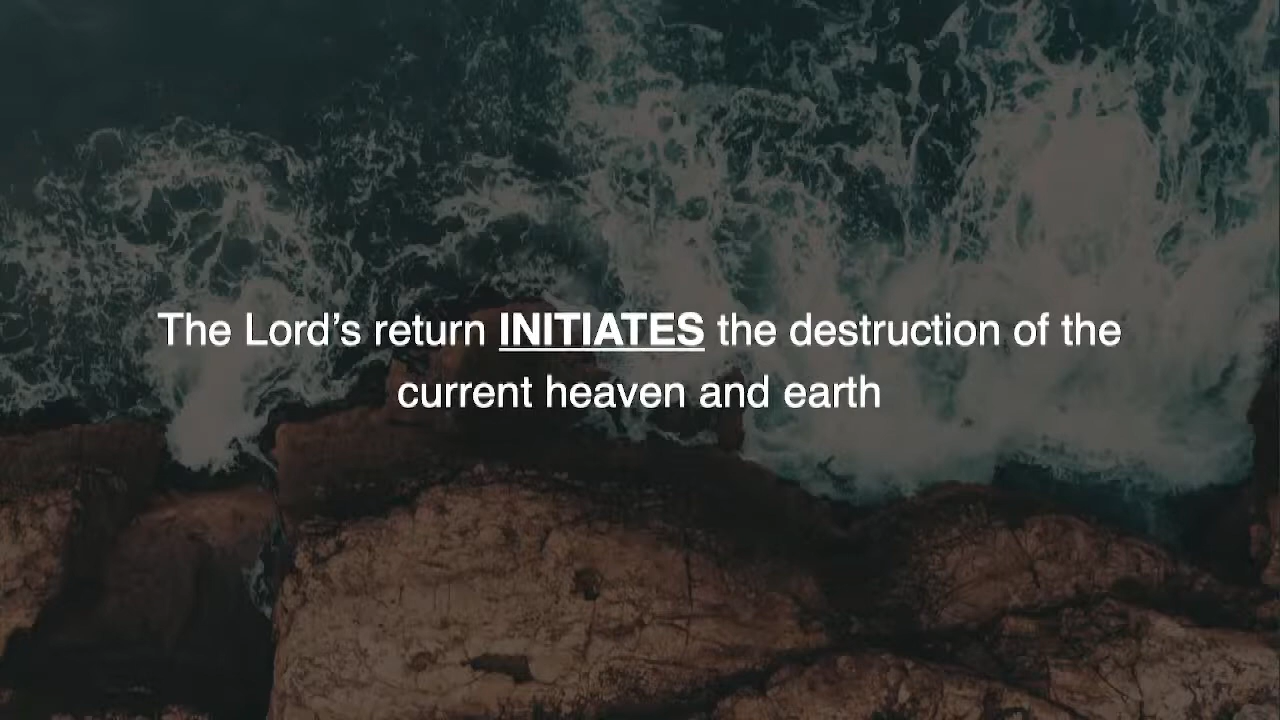 The Lord’s return INITIATES the destruction of the
current heaven and earth